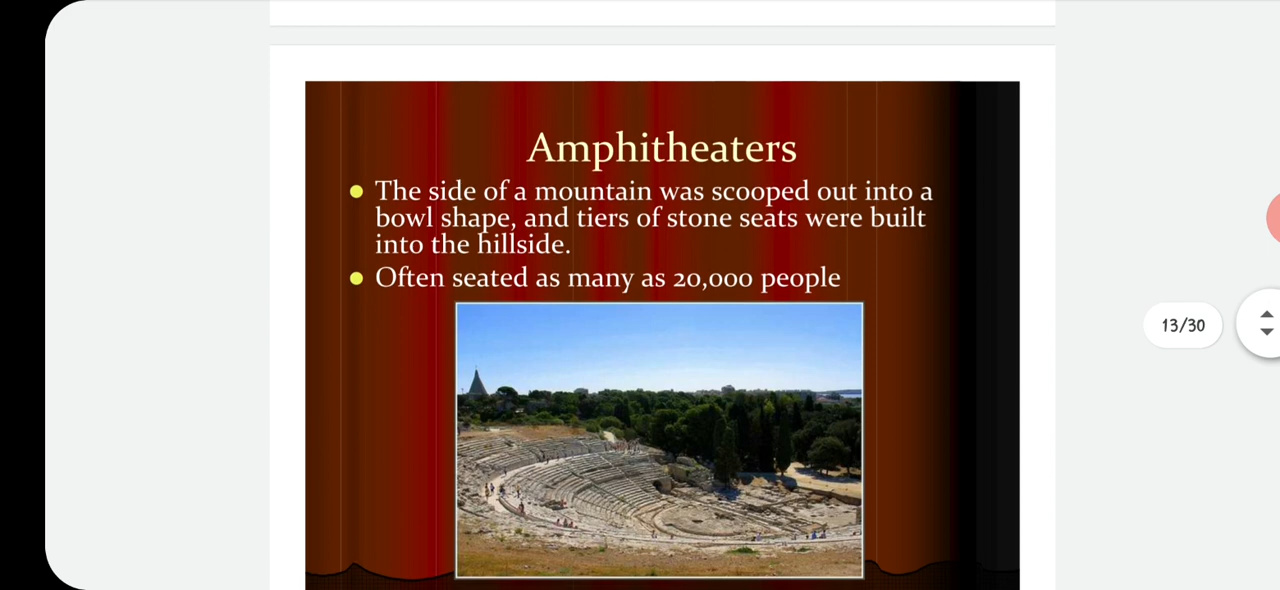 Amphitheaters
● The side of a mountain was scooped out into a
bowl shape, and tiers of stone seats were built
into the hillside.
● Often seated as many as 20,000 people
13/30